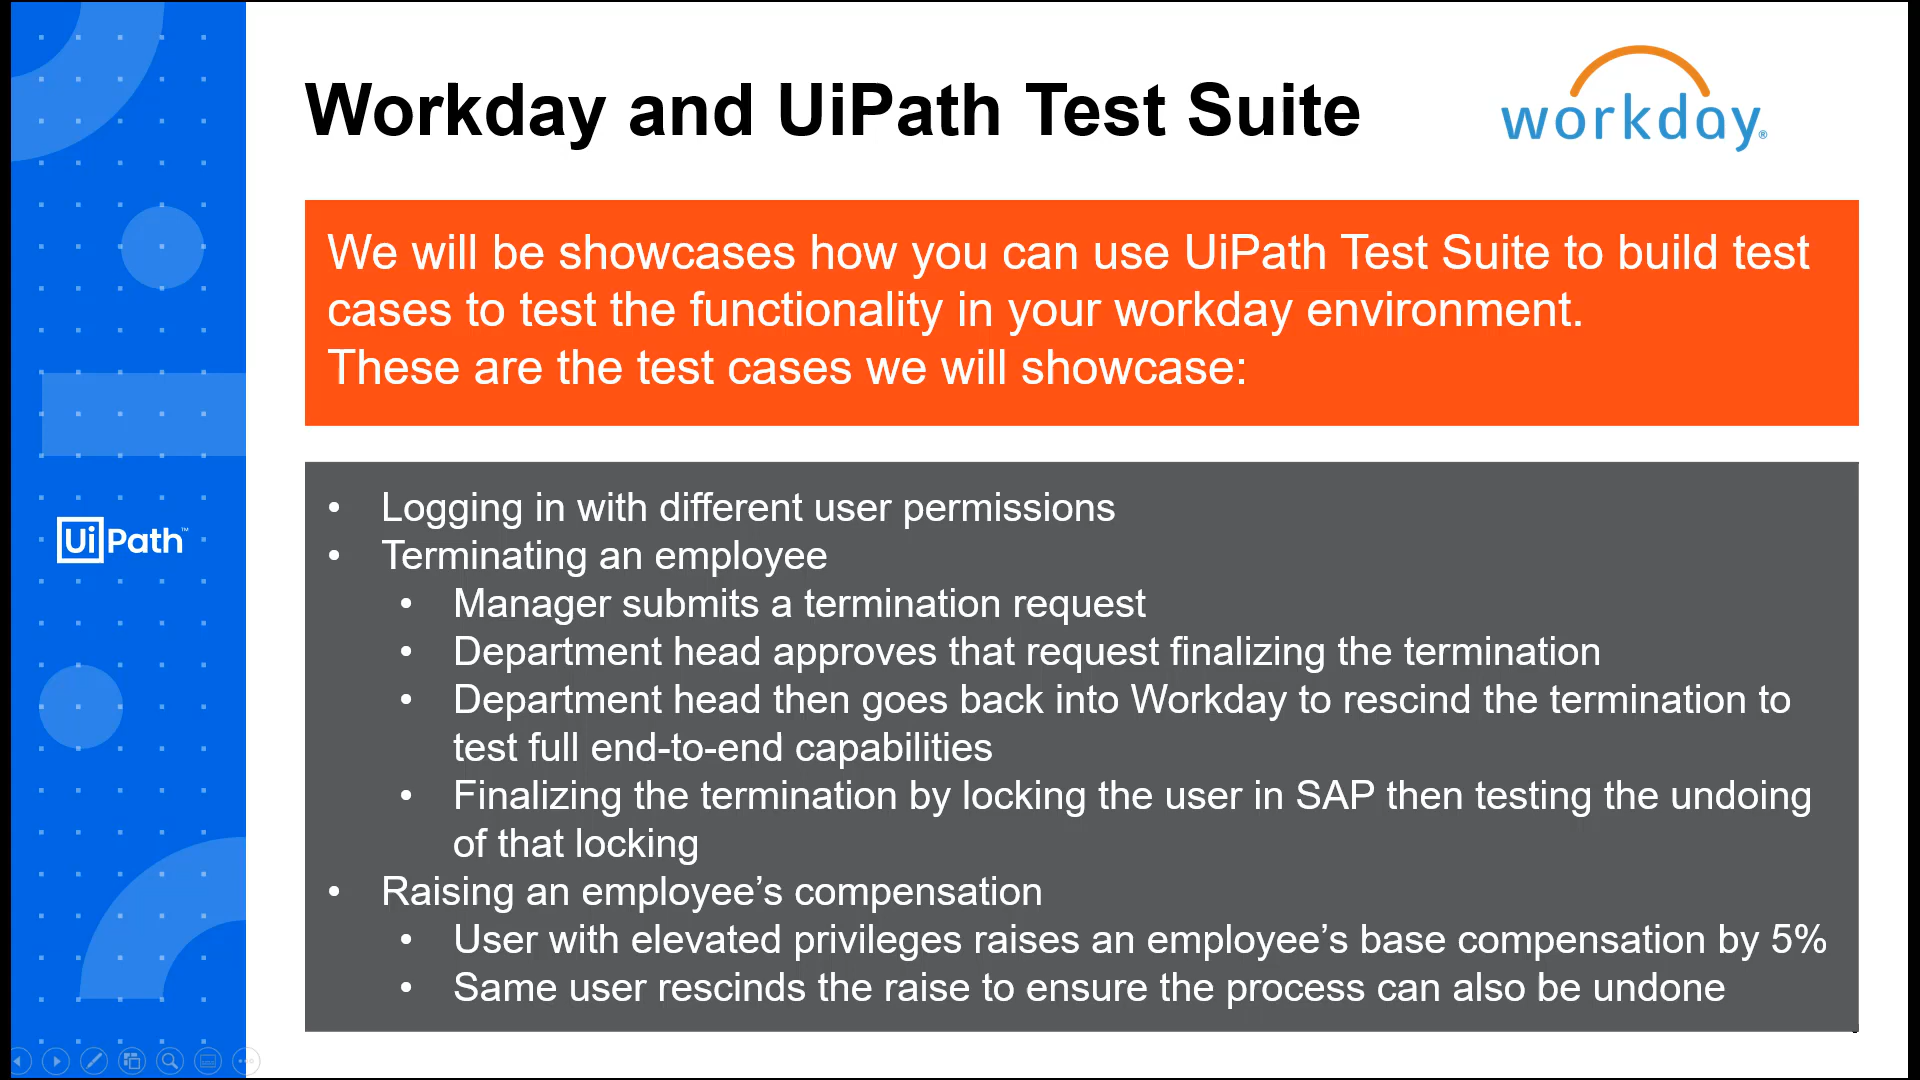 Workday and UiPath Test Suite
workday®
We will be showcases how you can use UiPath Test Suite to build test
cases to test the functionality in your workday environment.
These are the test cases we will showcase:
• Logging in with different user permissions
• Terminating an employee
• Manager submits a termination request
• Department head approves that request finalizing the termination
• Department head then goes back into Workday to rescind the termination to
test full end-to-end capabilities
• Finalizing the termination by locking the user in SAP then testing the undoing
of that locking
• Raising an employee’s compensation
• User with elevated privileges raises an employee’s base compensation by 5%
• Same user rescinds the raise to ensure the process can also be undone
UiPath™